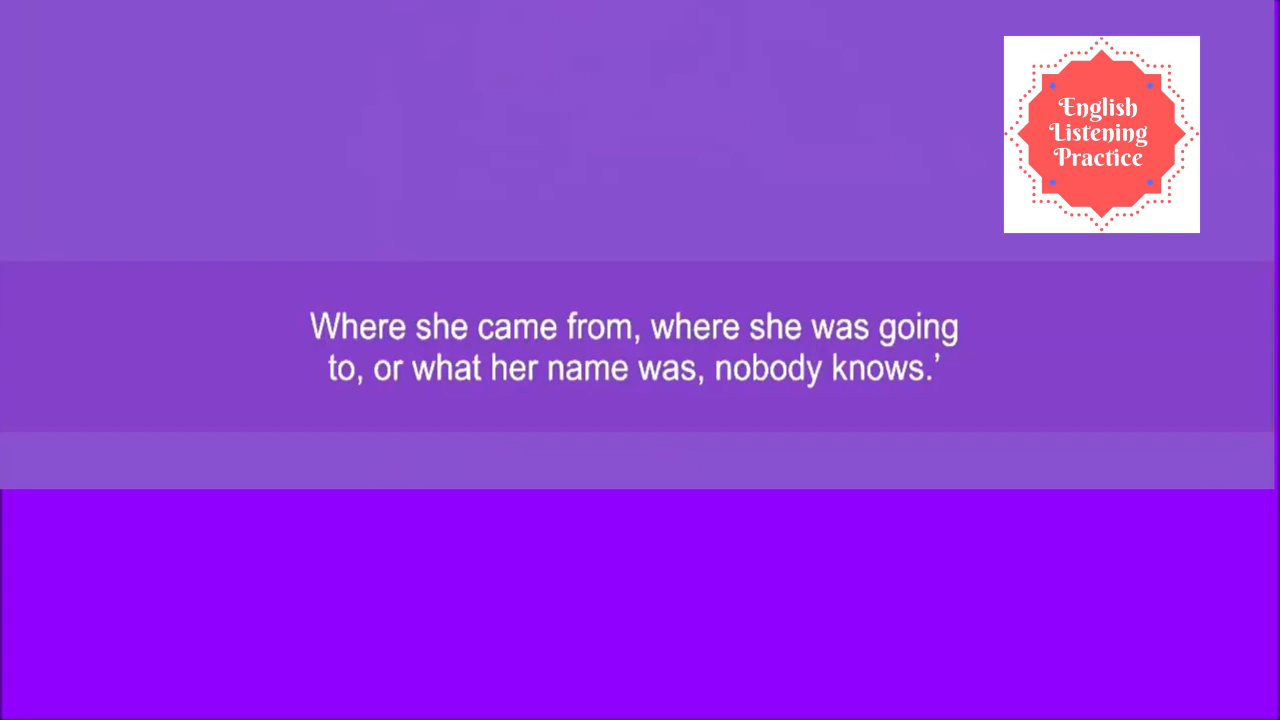 English
Listening
Practice
Where she came from, where she was going
to, or what her name was, nobody knows.’